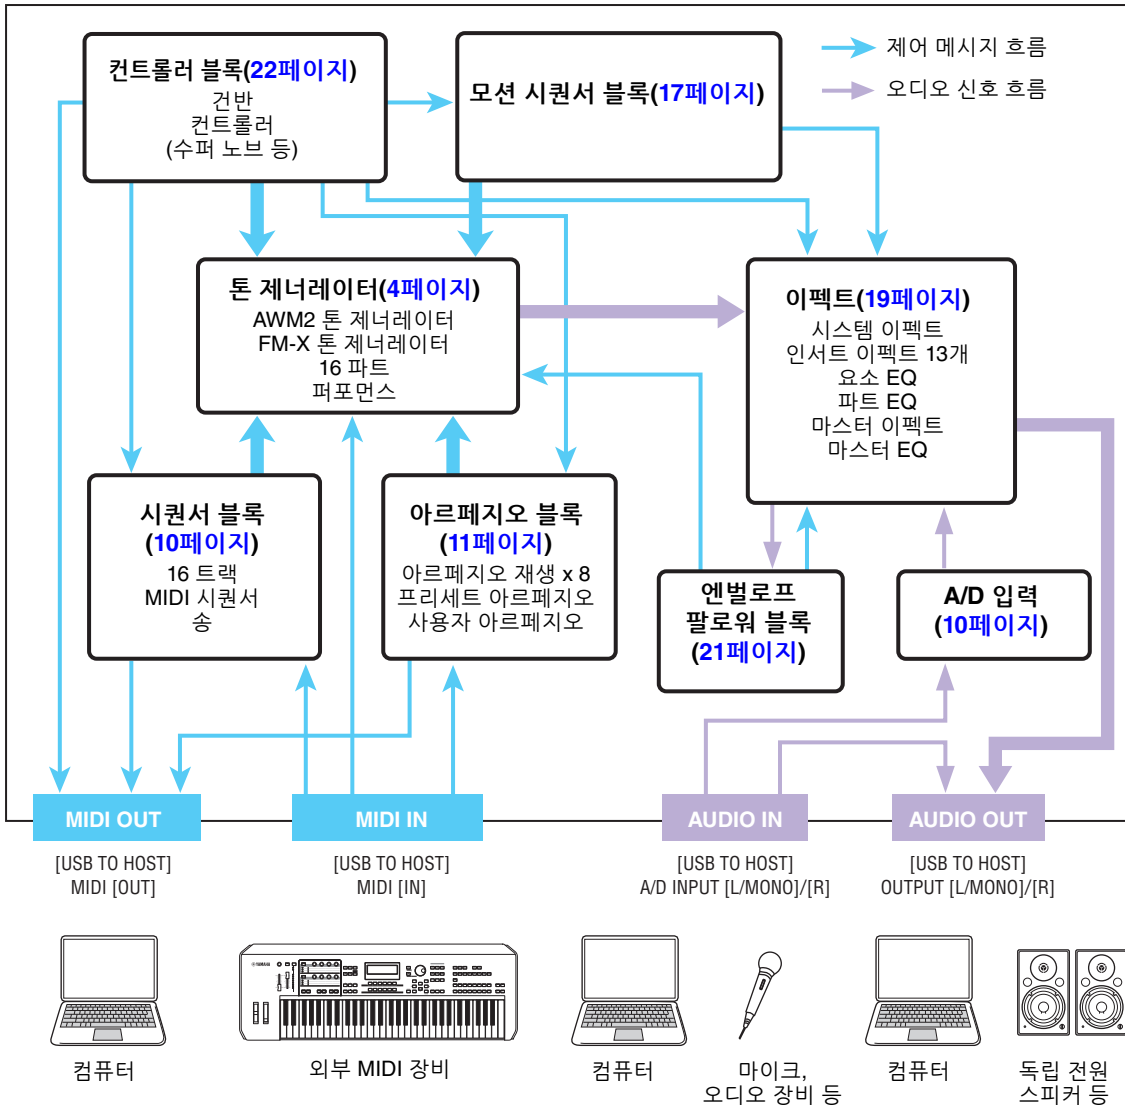 컨트롤러 블록(22페이지)
건반
컨트롤러
(수퍼 노브 등)
모션 시퀀서 블록(17페이지)
제어 메시지 흐름
오디오 신호 흐름
톤 제너레이터(4페이지)
AWM2 톤 제너레이터
FM-X 톤 제너레이터
16 파트
퍼포먼스
이펙트(19페이지)
시스템 이펙트
인서트 이펙트 13개
요소 EQ
파트 EQ
마스터 이펙트
마스터 EQ
시퀀서 블록
(10페이지)
16 트랙
MIDI 시퀀서
송
아르페지오 블록
(11페이지)
아르페지오 재생 x 8
프리세트 아르페지오
사용자 아르페지오
엔벌로프
팔로워 블록
(21페이지)
A/D 입력
(10페이지)
MIDI OUT
MIDI IN
AUDIO IN
AUDIO OUT
[USB TO HOST]
MIDI [OUT]
[USB TO HOST]
MIDI [IN]
[USB TO HOST]
A/D INPUT [L/MONO]/[R]
[USB TO HOST]
OUTPUT [L/MONO]/[R]
YAMAHA
컴퓨터
외부 MIDI 장비
컴퓨터
마이크,
오디오 장비 등
컴퓨터
독립 전원
스피커 등